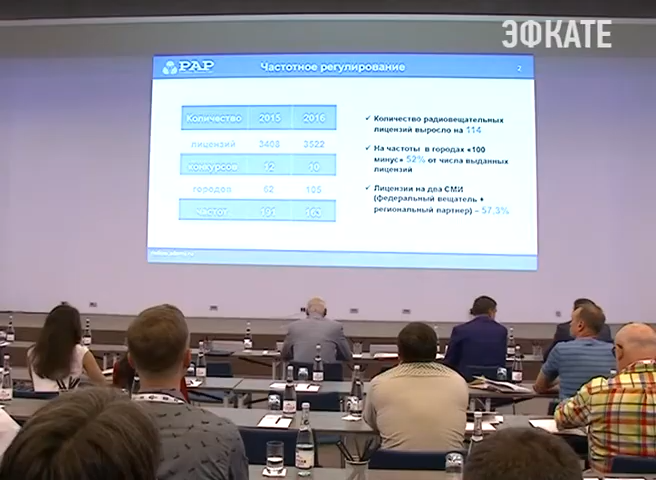 ЭФКАТЕ
РАР
Частотное регулирование
2
Количество 2015 2016
лицензий 3408 3522
конкурсов 12 10
городов 62 105
частот 191 163
✓ Количество радиовещательных
лицензий выросло на 114
✓ На частоты в городах «100
минус» 52% от числа выданных
лицензий
✓ Лицензии на два СМИ
(федеральный вещатель +
региональный партнер) – 57,3%